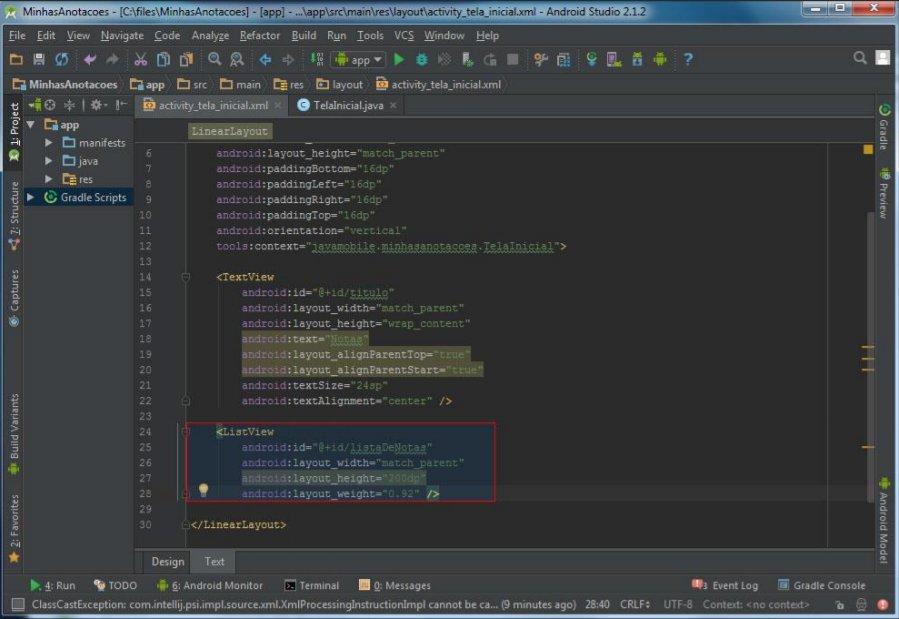 MinhasAnotacoes - [C:\files\MinhasAnotacoes] - [app] - ...\app\src\main\res\layout\activity_tela_inicial.xml - Android Studio 2.1.2
File Edit View Navigate Code Analyze Refactor Build Run Tools VCS Window Help
app
MinhasAnotacoes app src main res layout activity_tela_inicial.xml
1: Project
7: Structure
Captures
Build Variants
2: Favorites
app
manifests
java
res
Gradle Scripts
activity_tela_inicial.xml × TelaInicial.java ×
LinearLayout
6 android:layout_height="match_parent"
7 android:paddingBottom="16dp"
8 android:paddingLeft="16dp"
9 android:paddingRight="16dp"
10 android:paddingTop="16dp"
11 android:orientation="vertical"
12 tools:context="javamobile.minhasanotacoes.TelaInicial">
13
14 <TextView
15 android:id="@+id/titulo"
16 android:layout_width="match_parent"
17 android:layout_height="wrap_content"
18 android:text="Notas"
19 android:layout_alignParentTop="true"
20 android:layout_alignParentStart="true"
21 android:textSize="24sp"
22 android:textAlignment="center" />
23
24 <ListView
25 android:id="@+id/listaDeNotas"
26 android:layout_width="match_parent"
27 android:layout_height="200dp"
28 android:layout_weight="0.92" />
29
30 </LinearLayout>
Design Text
Gradle
Preview
Android Model
4: Run TODO 6: Android Monitor Terminal 0: Messages Event Log Gradle Console
ClassCastException: com.intellij.psi.impl.source.xml.XmlProcessingInstructionImpl cannot be ca... (9 minutes ago) 28:40 CRLF UTF-8 Context: <no context>